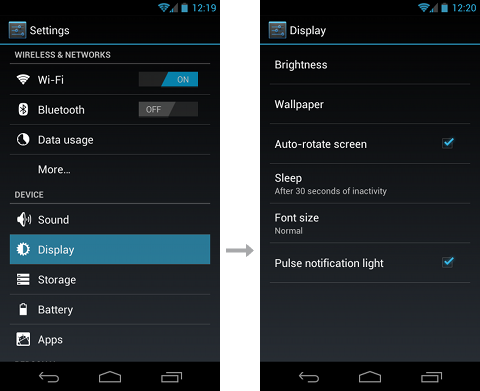 12:19
Settings
WIRELESS & NETWORKS
Wi-Fi
ON
Bluetooth
OFF
Data usage
More...
DEVICE
Sound
Display
Storage
Battery
Apps
12:20
Display
Brightness
Wallpaper
Auto-rotate screen
Sleep
After 30 seconds of inactivity
Font size
Normal
Pulse notification light